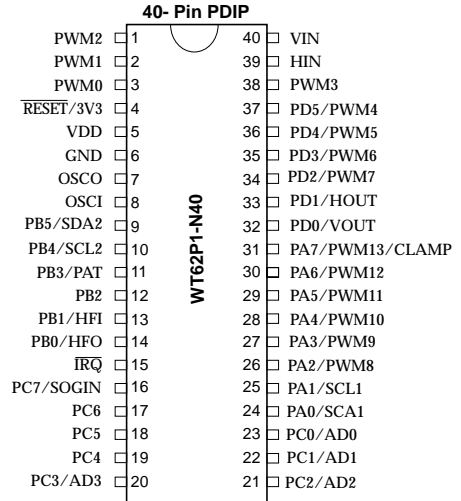 40- Pin PDIP
PWM2 1 40 VIN
PWM1 2 39 HIN
PWM0 3 38 PWM3
RESET/3V3 4 37 PD5/PWM4
VDD 5 36 PD4/PWM5
GND 6 35 PD3/PWM6
OSCO 7 34 PD2/PWM7
OSCI 8 33 PD1/HOUT
PB5/SDA2 9 32 PD0/VOUT
PB4/SCL2 10 31 PA7/PWM13/CLAMP
PB3/PAT 11 30 PA6/PWM12
PB2 12 29 PA5/PWM11
PB1/HFI 13 28 PA4/PWM10
PB0/HFO 14 27 PA3/PWM9
IRQ 15 26 PA2/PWM8
PC7/SOGIN 16 25 PA1/SCL1
PC6 17 24 PA0/SCA1
PC5 18 23 PC0/AD0
PC4 19 22 PC1/AD1
PC3/AD3 20 21 PC2/AD2
WT62P1-N40